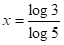 x = log 3 / log 5